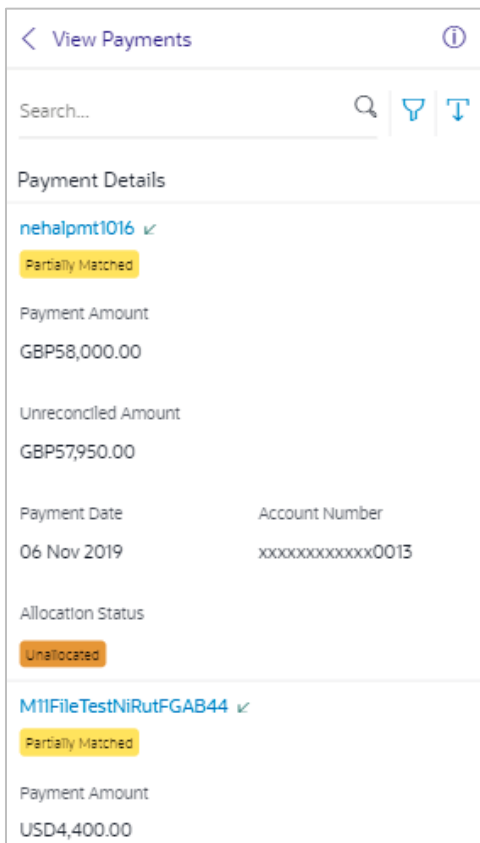 View Payments
Search...
Payment Details
nehalpmt1016
Partially Matched
Payment Amount
GBP58,000.00
Unreconciled Amount
GBP57,950.00
Payment Date Account Number
06 Nov 2019 xxxxxxxxxxxx0013
Allocation Status
Unallocated
M11FileTestNiRutFGAB44
Partially Matched
Payment Amount
USD4,400.00